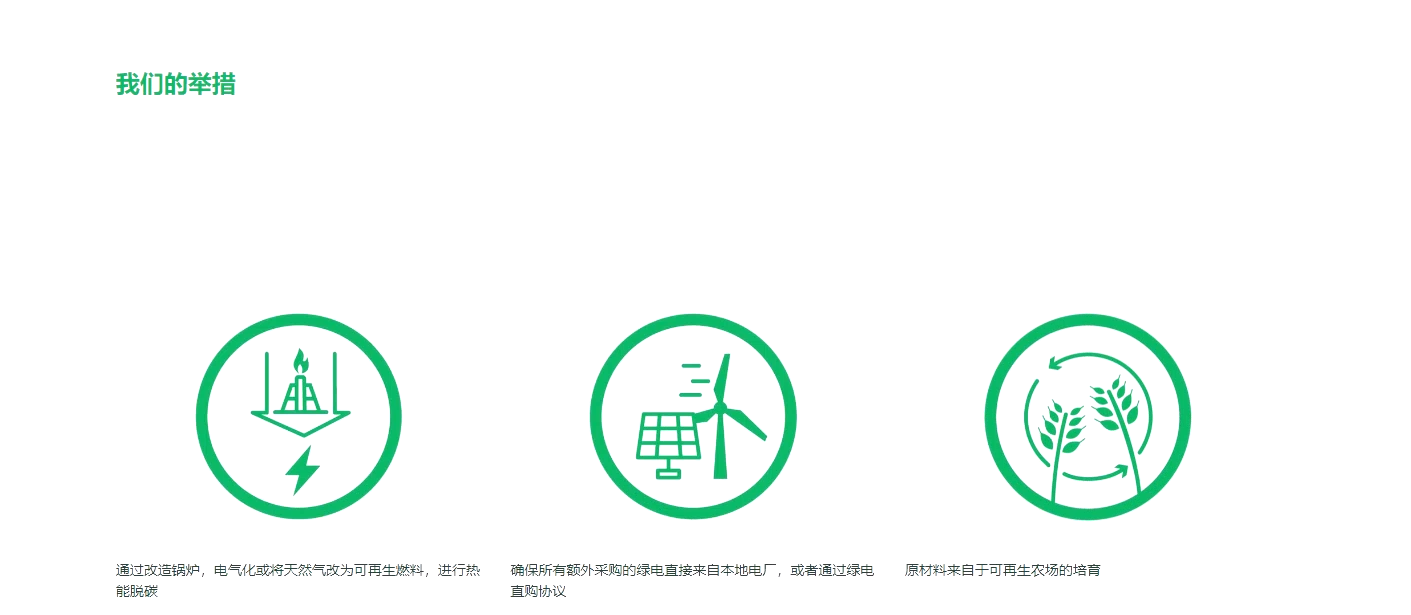 我们的举措
通过改造锅炉，电气化或将天然气改为可再生燃料，进行热
能脱碳
确保所有额外采购的绿电直接来自本地电厂，或者通过绿电
直购协议
原材料来自于可再生农场的培育